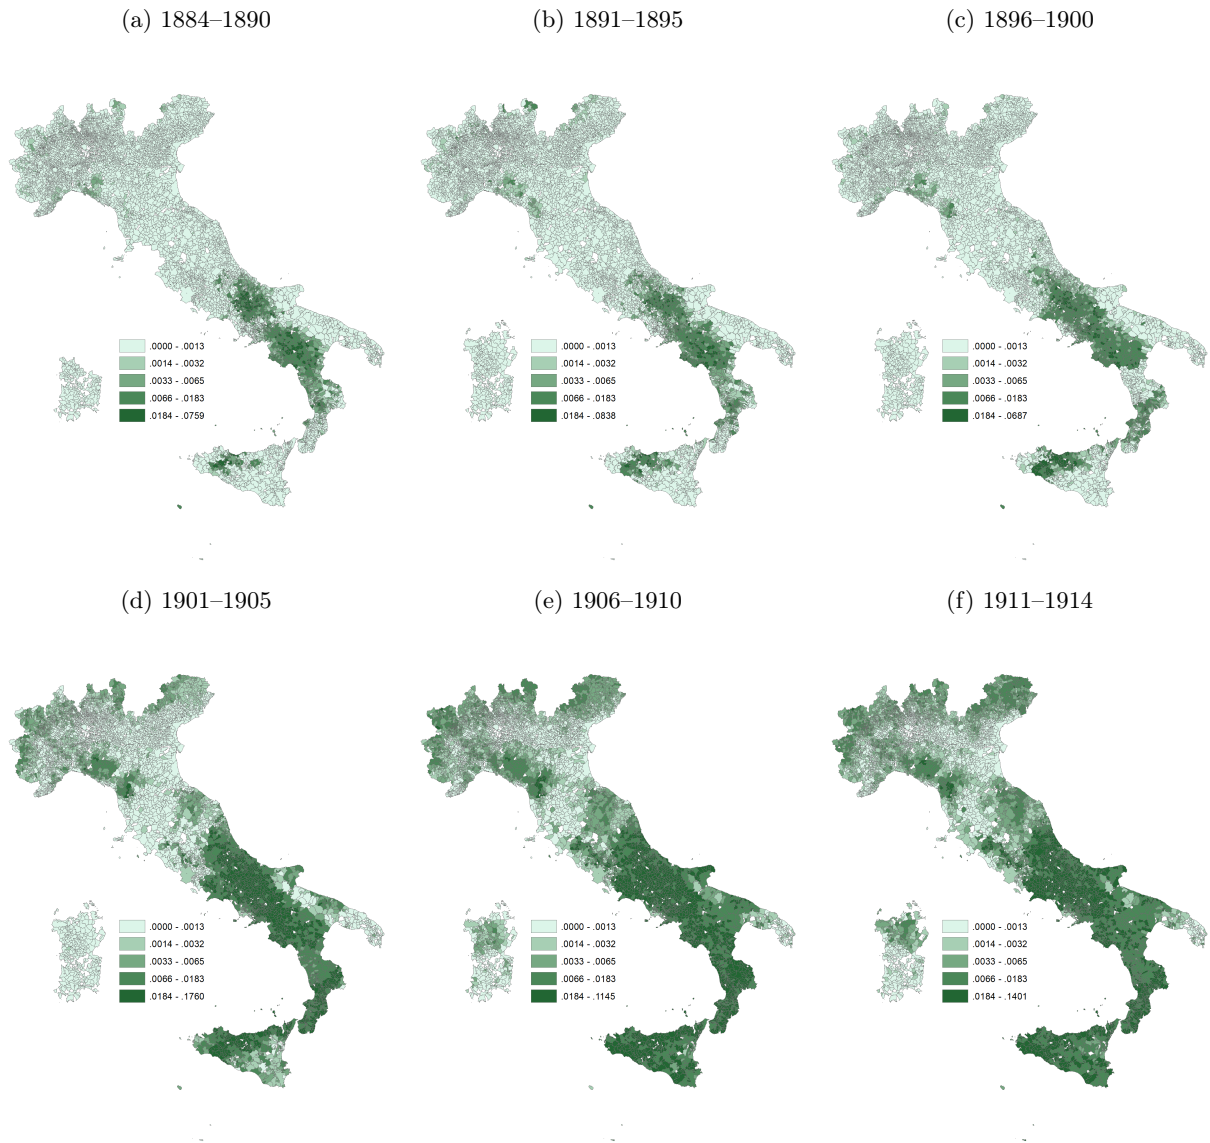 (a) 1884–1890
(b) 1891–1895
(c) 1896–1900
.0000 - .0013
.0014 - .0032
.0033 - .0065
.0066 - .0183
.0184 - .0759
.0000 - .0013
.0014 - .0032
.0033 - .0065
.0066 - .0183
.0184 - .0838
.0000 - .0013
.0014 - .0032
.0033 - .0065
.0066 - .0183
.0184 - .0687
(d) 1901–1905
(e) 1906–1910
(f) 1911–1914
.0000 - .0013
.0014 - .0032
.0033 - .0065
.0066 - .0183
.0184 - .1760
.0000 - .0013
.0014 - .0032
.0033 - .0065
.0066 - .0183
.0184 - .1145
.0000 - .0013
.0014 - .0032
.0033 - .0065
.0066 - .0183
.0184 - .1401